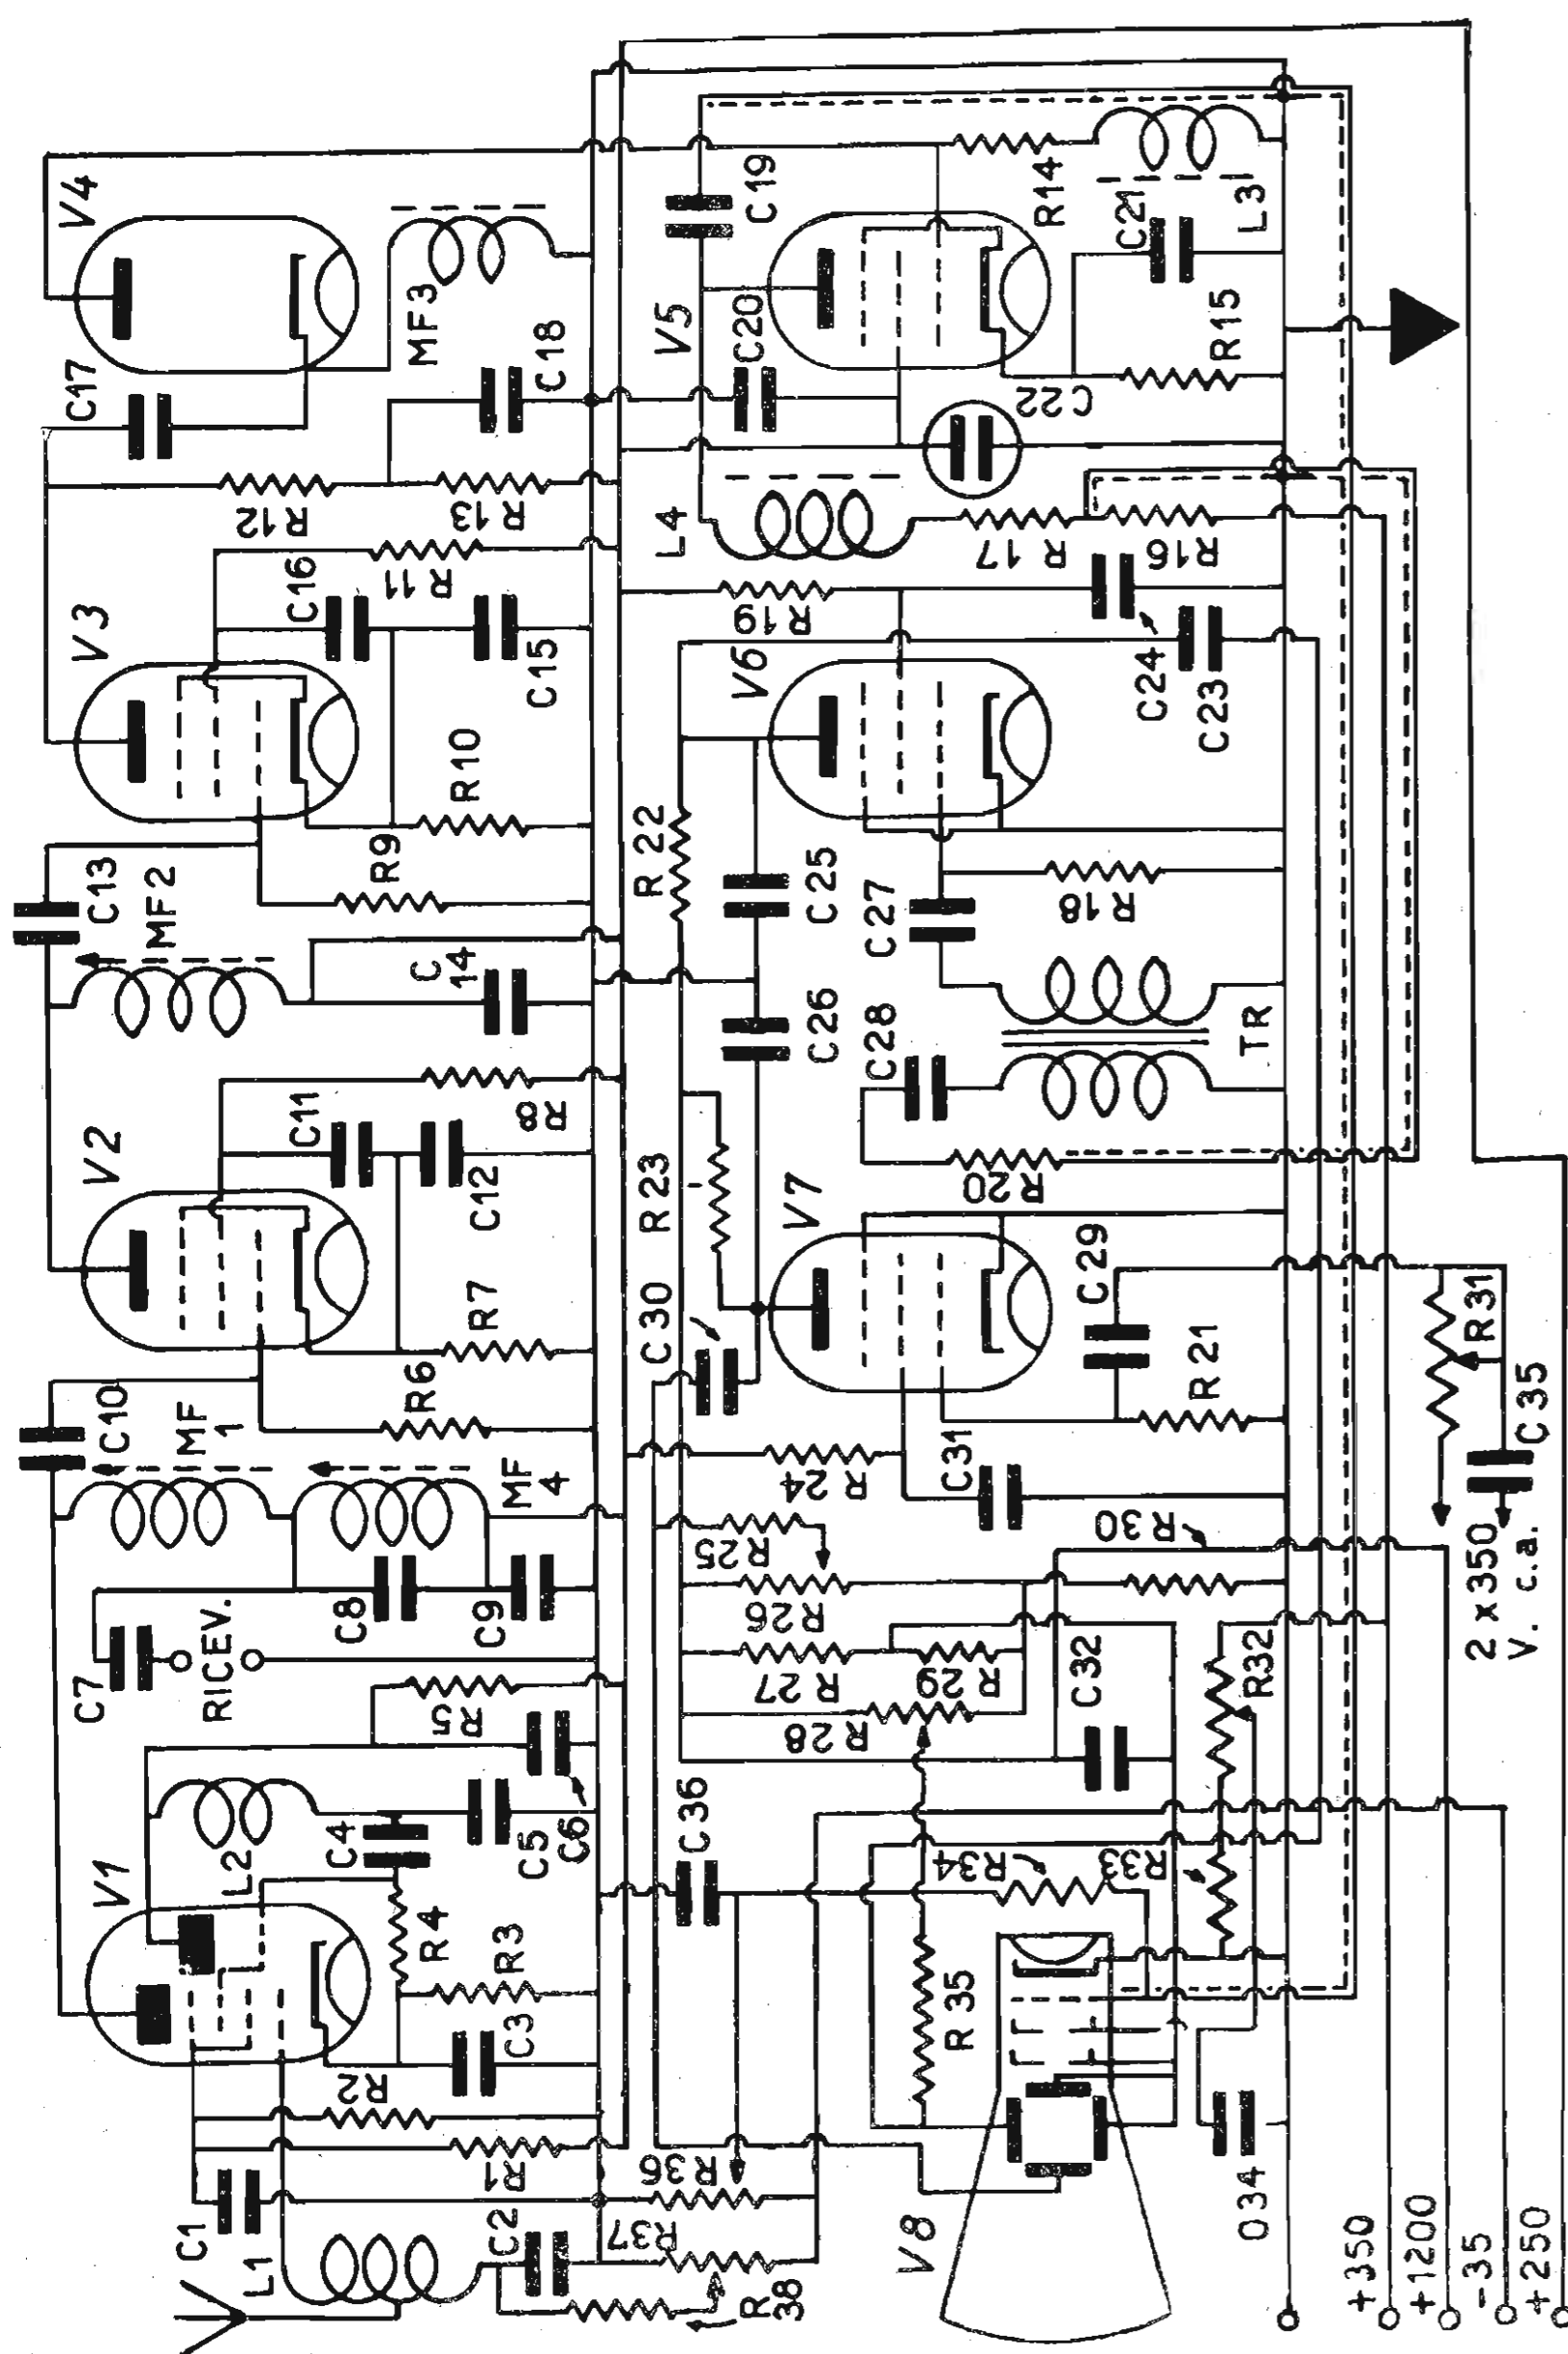 V4
V3
V2
V1
C17
MF3
C18
R12
R13
C16
R11
C15
R10
R9
C13
MF2
C
14
C11
R8
C12
R7
R6
C10
MF
1
MF
4
C8
C9
C7
RICEV.
R5
L2
C4
C5
C6
R4
R3
C3
R2
R1
C1
L1
C2
R37
R36
R
38
V5
C19
C20
R14
C21
L3
R15
C22
L4
R17
R16
R19
V6
C24
C23
R22
C25
C27
R18
C26
C28
TR
R20
R23
V7
C30
C29
R21
R24
C31
R25
R26
R27
R29
R28
R30
C32
R31
C35
2x350
V. c.a.
R32
C36
R34
R33
R35
V8
034
+350
+1200
-35
+250